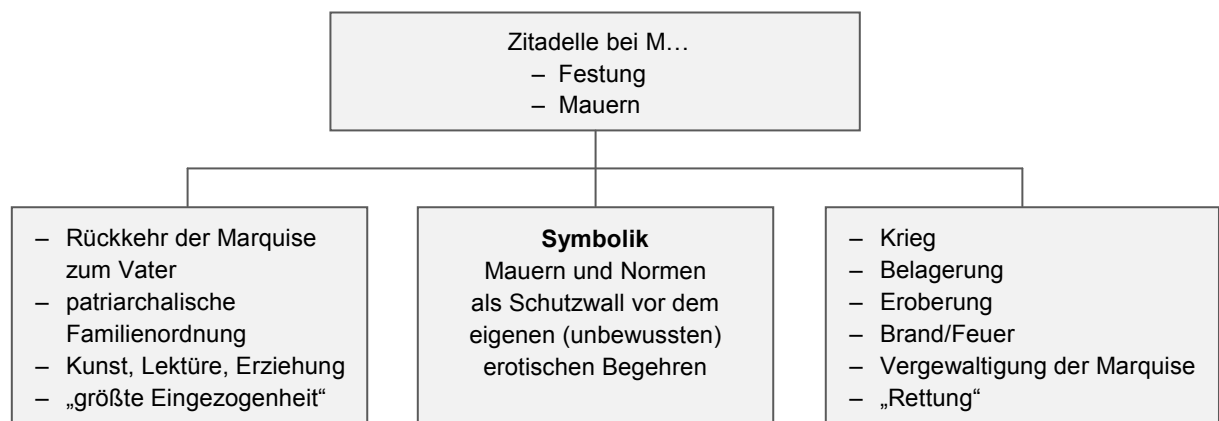 Zitadelle bei M…
– Festung
– Mauern
– Rückkehr der Marquise
zum Vater
– patriarchalische
Familienordnung
– Kunst, Lektüre, Erziehung
– „größte Eingezogenheit“
Symbolik
Mauern und Normen
als Schutzwall vor dem
eigenen (unbewussten)
erotischen Begehren
– Krieg
– Belagerung
– Eroberung
– Brand/Feuer
– Vergewaltigung der Marquise
– „Rettung“